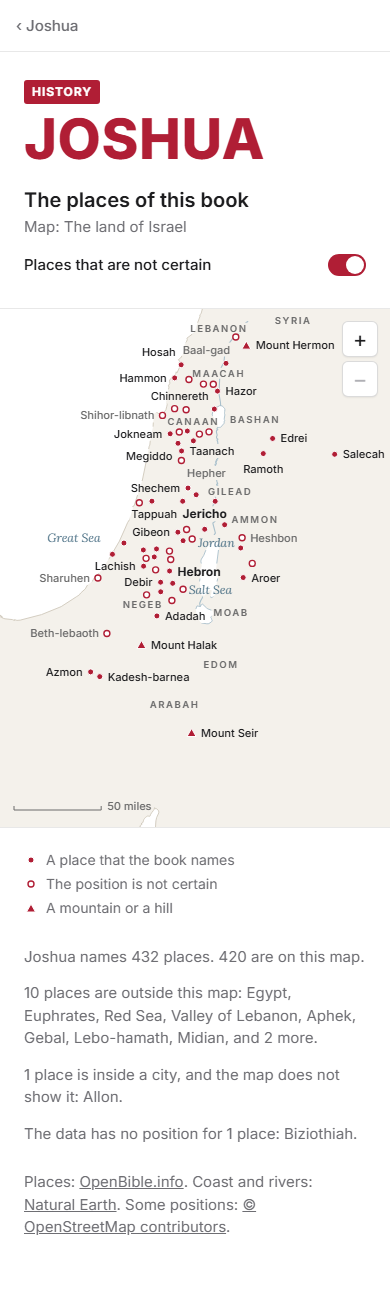 ‹ Joshua
HISTORY
JOSHUA
The places of this book
Map: The land of Israel
Places that are not certain
SYRIA
LEBANON
+
Mount Hermon
Hosah
Baal-gad
−
MAACAH
Hammon
Hazor
Chinnereth
Shihor-libnath
CANAAN
BASHAN
Jokneam
Edrei
Taanach
Megiddo
Salecah
Ramoth
Hepher
Shechem
GILEAD
Tappuah
Jericho
AMMON
Gibeon
Great Sea
Jordan
Heshbon
Lachish
Hebron
Sharuhen
Debir
Aroer
Salt Sea
NEGEB
MOAB
Adadah
Beth-lebaoth
Mount Halak
EDOM
Azmon
Kadesh-barnea
ARABAH
Mount Seir
50 miles
A place that the book names
The position is not certain
A mountain or a hill
Joshua names 432 places. 420 are on this map.
10 places are outside this map: Egypt,
Euphrates, Red Sea, Valley of Lebanon, Aphek,
Gebal, Lebo-hamath, Midian, and 2 more.
1 place is inside a city, and the map does not
show it: Allon.
The data has no position for 1 place: Biziothiah.
Places: OpenBible.info. Coast and rivers:
Natural Earth. Some positions: ©
OpenStreetMap contributors.